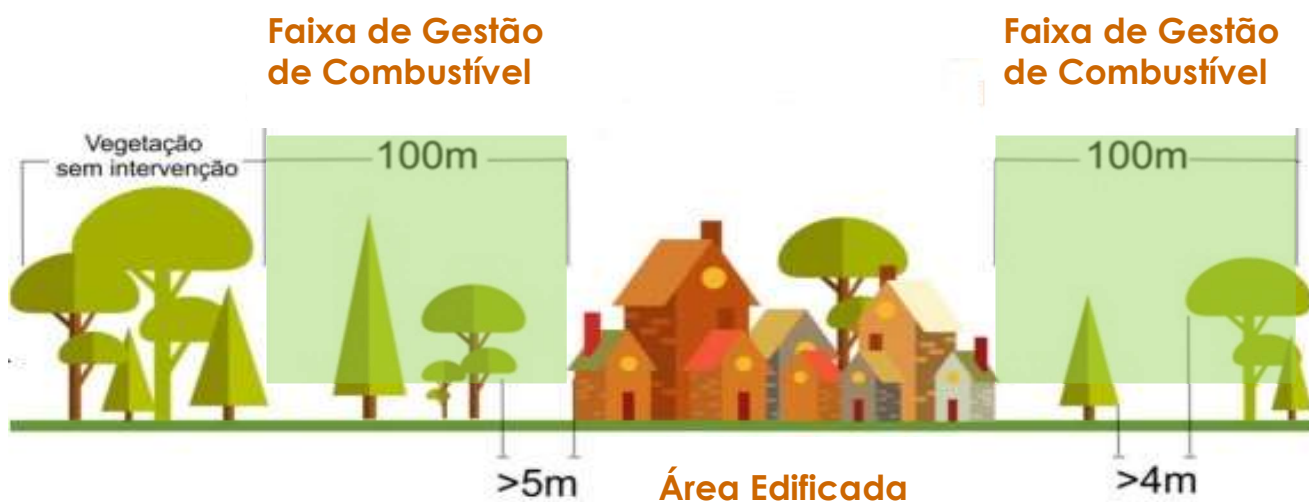 Faixa de Gestão
de Combustível
Faixa de Gestão
de Combustível
Vegetação
sem intervenção
100m
100m
>5m
Área Edificada
>4m